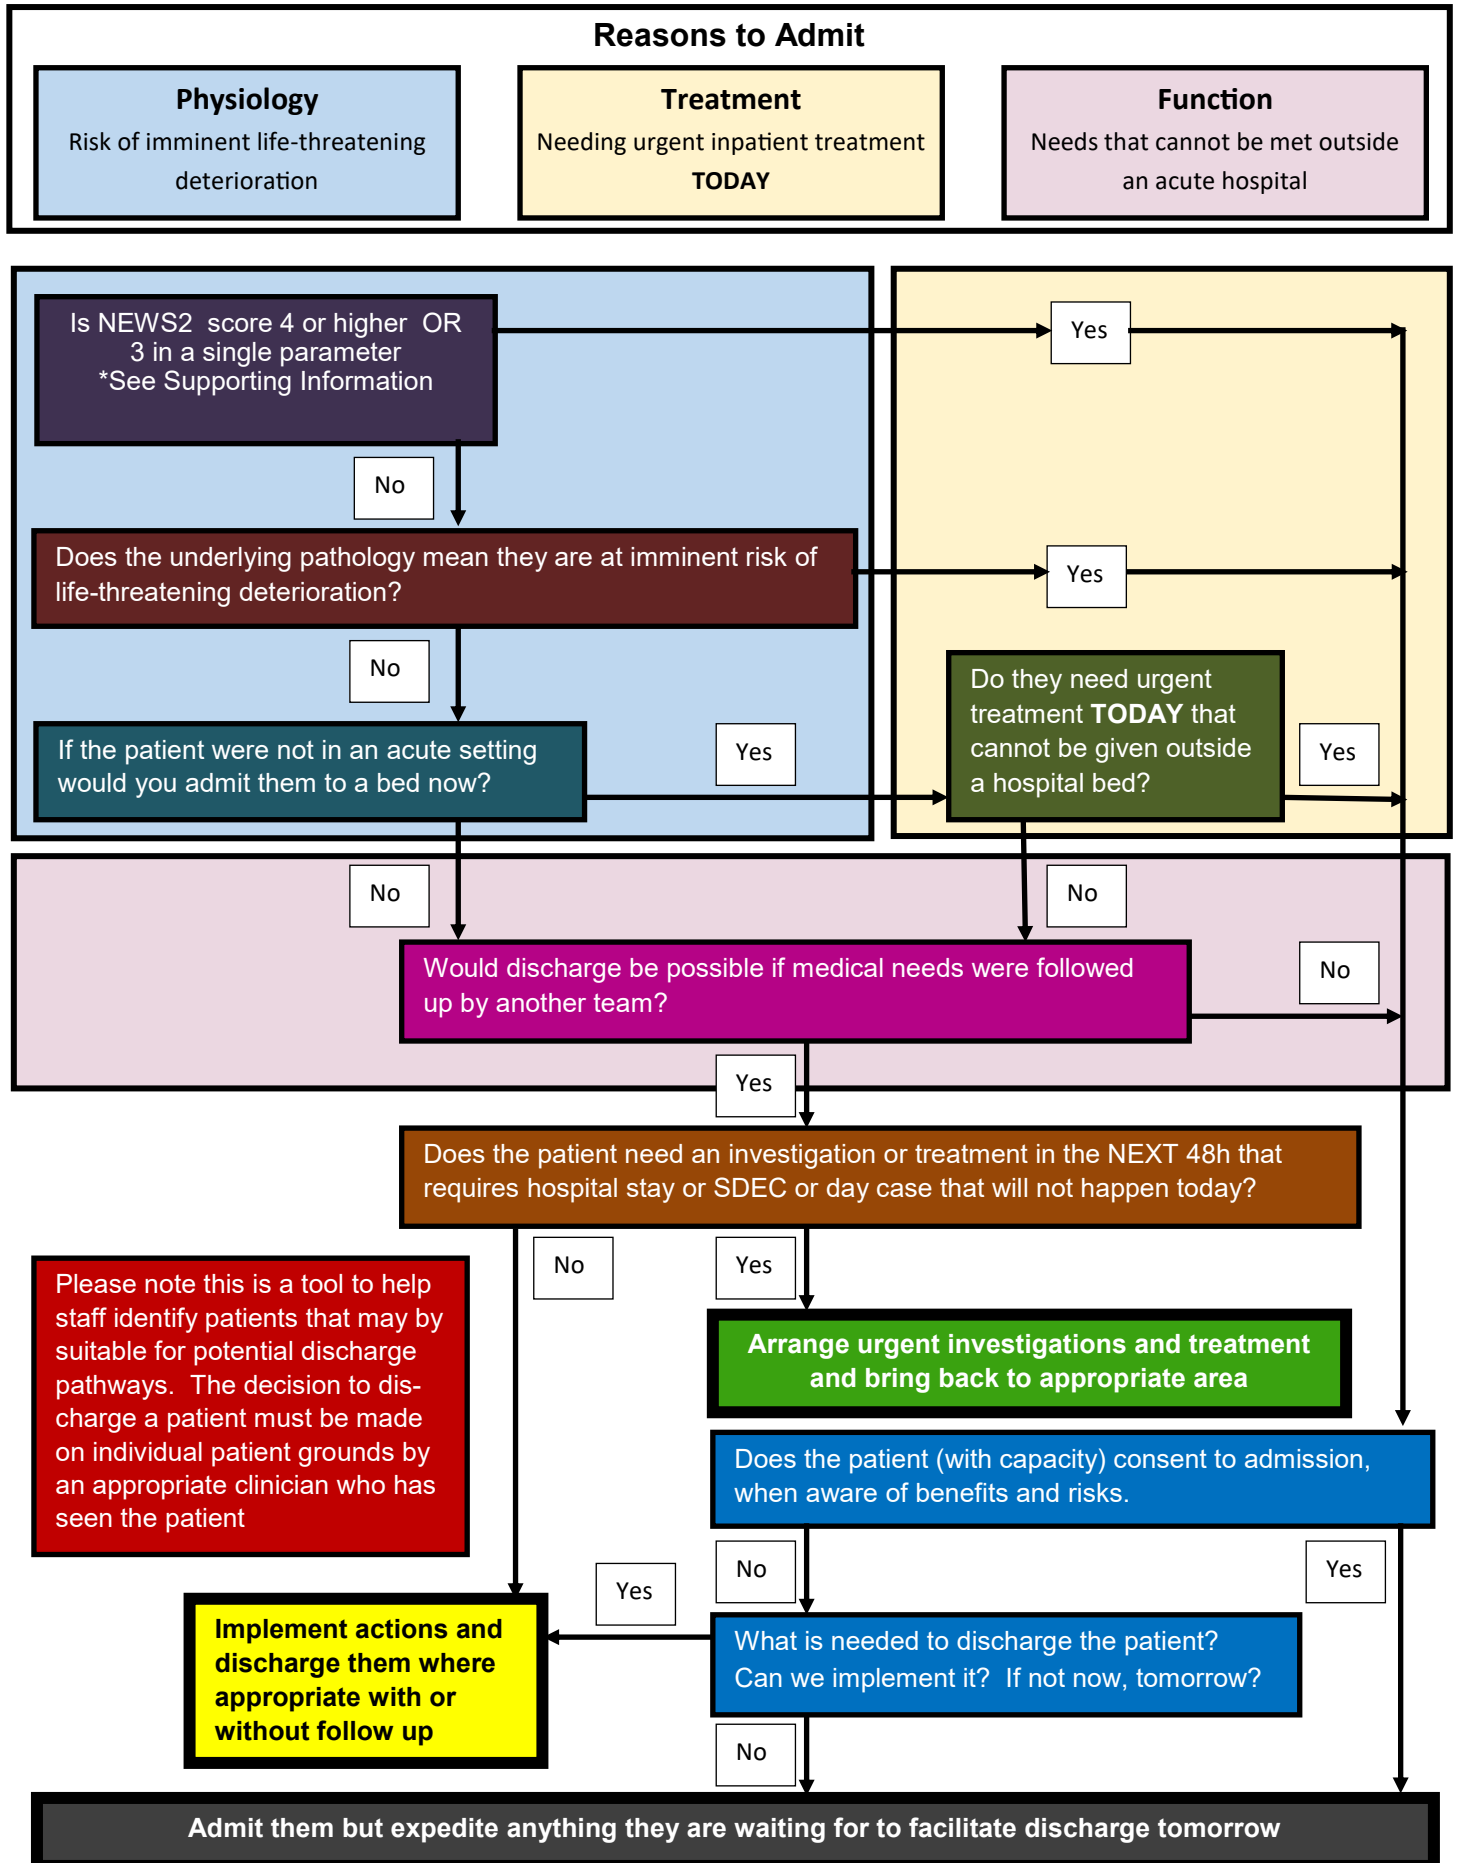 Reasons to Admit
Physiology
Risk of imminent life-threatening
deterioration
Treatment
Needing urgent inpatient treatment
TODAY
Function
Needs that cannot be met outside
an acute hospital
Is NEWS2  score 4 or higher  OR
3 in a single parameter
*See Supporting Information
Yes
No
Does the underlying pathology mean they are at imminent risk of
life-threatening deterioration?
Yes
No
If the patient were not in an acute setting
would you admit them to a bed now?
Yes
Do they need urgent
treatment TODAY that
cannot be given outside
a hospital bed?
Yes
No
No
Would discharge be possible if medical needs were followed
up by another team?
No
Yes
Does the patient need an investigation or treatment in the NEXT 48h that
requires hospital stay or SDEC or day case that will not happen today?
No
Yes
Please note this is a tool to help
staff identify patients that may by
suitable for potential discharge
pathways.  The decision to dis-
charge a patient must be made
on individual patient grounds by
an appropriate clinician who has
seen the patient
Arrange urgent investigations and treatment
and bring back to appropriate area
Does the patient (with capacity) consent to admission,
when aware of benefits and risks.
No
Yes
Yes
Implement actions and
discharge them where
appropriate with or
without follow up
What is needed to discharge the patient?
Can we implement it?  If not now, tomorrow?
No
Admit them but expedite anything they are waiting for to facilitate discharge tomorrow